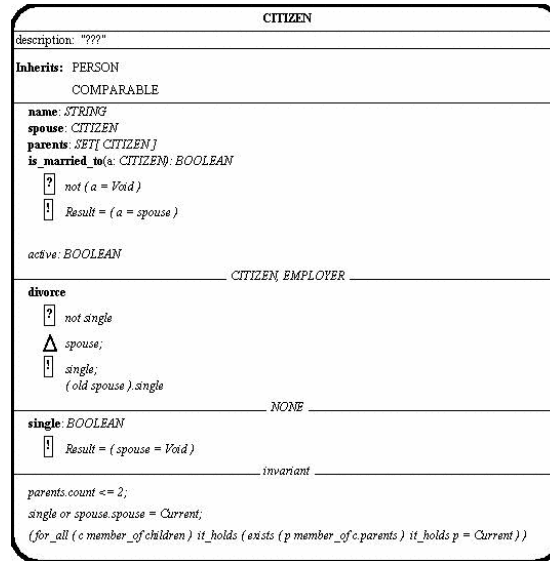 CITIZEN
description: "???"
Inherits: PERSON
COMPARABLE
name: STRING
spouse: CITIZEN
parents: SET[ CITIZEN ]
is_married_to(a: CITIZEN): BOOLEAN
? not ( a = Void )
! Result = ( a = spouse )
active: BOOLEAN
CITIZEN, EMPLOYER
divorce
? not single
Δ spouse;
! single;
( old spouse ).single
NONE
single: BOOLEAN
! Result = ( spouse = Void )
invariant
parents.count <= 2;
single or spouse.spouse = Current;
(for_all ( c member_of children ) it_holds ( exists ( p member_of c.parents ) it_holds p = Current ) )